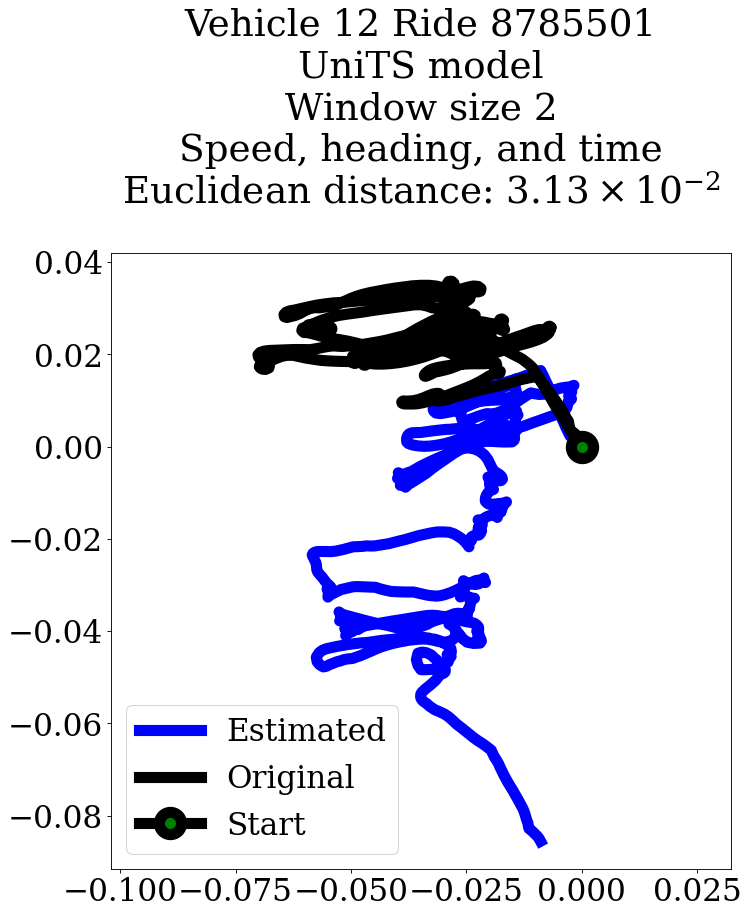 Vehicle 12 Ride 8785501
UniTS model
Window size 2
Speed, heading, and time
Euclidean distance: 3.13 × 10⁻²
0.04
0.02
0.00
−0.02
−0.04
−0.06
−0.08
Estimated
Original
Start
−0.100 −0.075 −0.050 −0.025 0.000 0.025